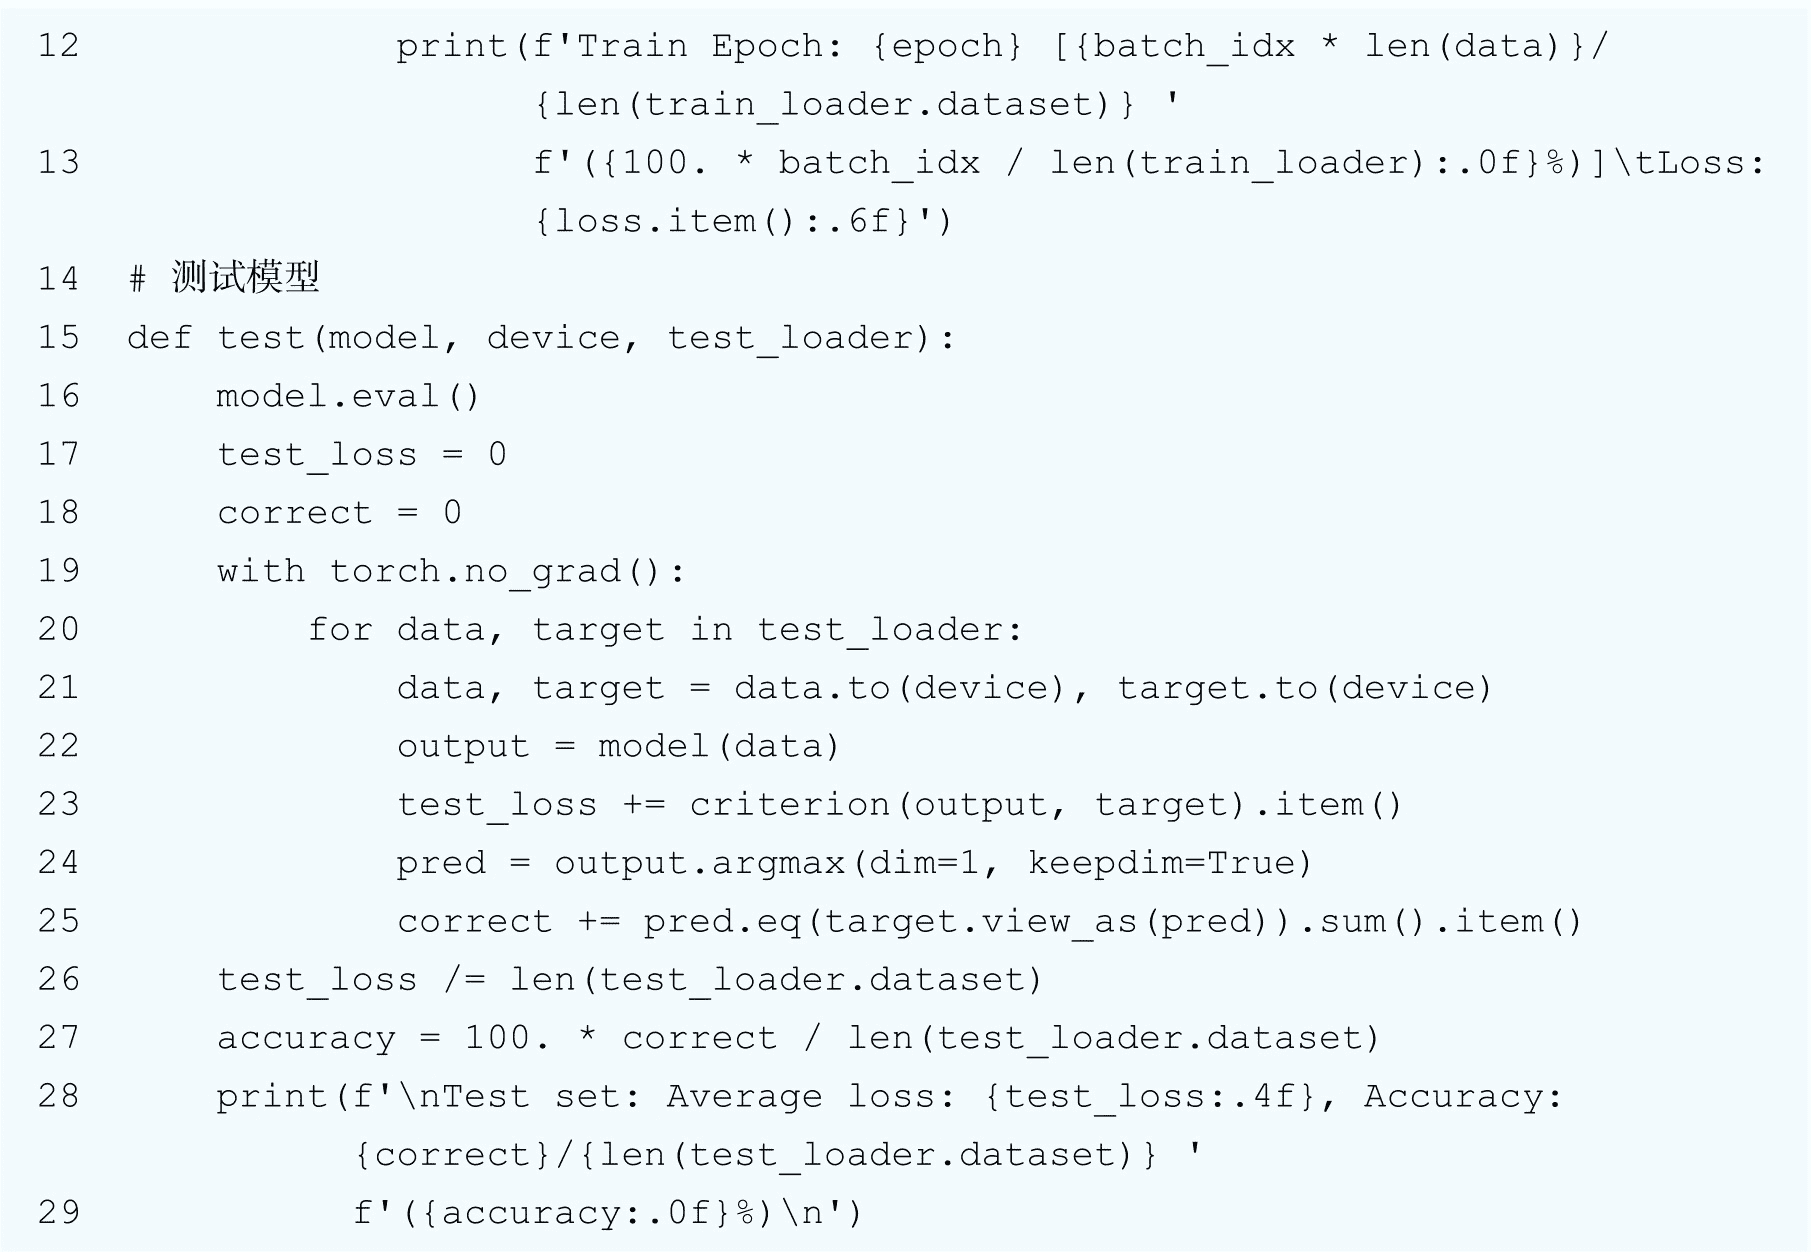 12              print(f'Train Epoch: {epoch} [{batch_idx * len(data)}/
                    {len(train_loader.dataset)} '
13                  f'({100. * batch_idx / len(train_loader):.0f}%)]\tLoss:
                    {loss.item():.6f}')
14  # 测试模型
15  def test(model, device, test_loader):
16      model.eval()
17      test_loss = 0
18      correct = 0
19      with torch.no_grad():
20          for data, target in test_loader:
21              data, target = data.to(device), target.to(device)
22              output = model(data)
23              test_loss += criterion(output, target).item()
24              pred = output.argmax(dim=1, keepdim=True)
25              correct += pred.eq(target.view_as(pred)).sum().item()
26      test_loss /= len(test_loader.dataset)
27      accuracy = 100. * correct / len(test_loader.dataset)
28      print(f'\nTest set: Average loss: {test_loss:.4f}, Accuracy:
            {correct}/{len(test_loader.dataset)} '
29          f'({accuracy:.0f}%)\n')